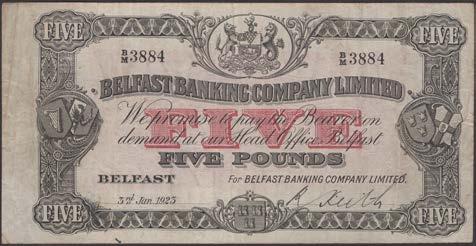 FIVE FIVE
B/M 3884 B/M 3884
BELFAST BANKING COMPANY LIMITED
We promise to pay the Bearer on
demand at our Head Office Belfast
FIVE
FIVE POUNDS
BELFAST For BELFAST BANKING COMPANY LIMITED.
3rd Jan. 1923
FIVE FIVE